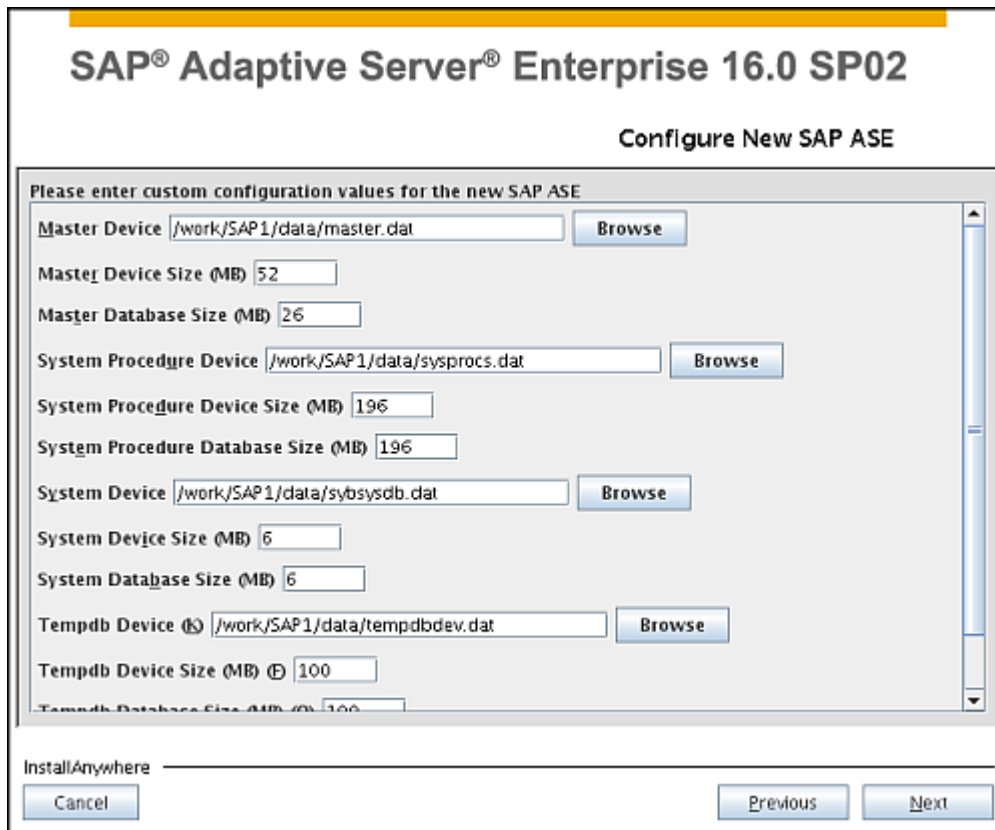 SAP® Adaptive Server® Enterprise 16.0 SP02
Configure New SAP ASE
Please enter custom configuration values for the new SAP ASE
Master Device /work/SAP1/data/master.dat Browse
Master Device Size (MB) 52
Master Database Size (MB) 26
System Procedure Device /work/SAP1/data/sysprocs.dat Browse
System Procedure Device Size (MB) 196
System Procedure Database Size (MB) 196
System Device /work/SAP1/data/sybsysdb.dat Browse
System Device Size (MB) 6
System Database Size (MB) 6
Tempdb Device (K) /work/SAP1/data/tempdbdev.dat Browse
Tempdb Device Size (MB) (F) 100
Tempdb Database Size (MB) 100
InstallAnywhere
Cancel Previous Next